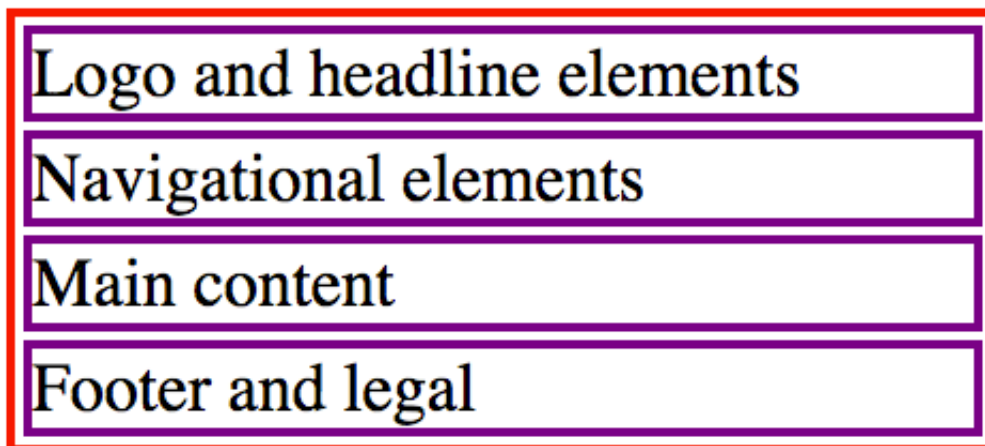 Logo and headline elements
Navigational elements
Main content
Footer and legal